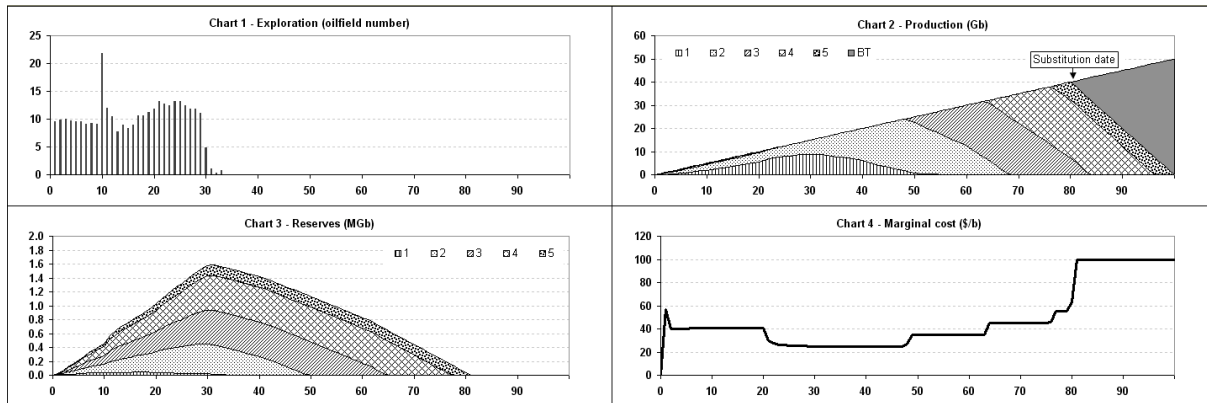 Chart 1 - Exploration (oilfield number)
25
20
15
10
5
0
0 10 20 30 40 50 60 70 80 90
Chart 2 - Production (Gb)
60
50
40
30
20
10
0
1 2 3 4 5 BT
Substitution date
0 10 20 30 40 50 60 70 80 90
Chart 3 - Reserves (MGb)
2.0
1.8
1.6
1.4
1.2
1.0
0.8
0.6
0.4
0.2
0.0
1 2 3 4 5
0 10 20 30 40 50 60 70 80 90
Chart 4 - Marginal cost ($/b)
120
100
80
60
40
20
0
0 10 20 30 40 50 60 70 80 90